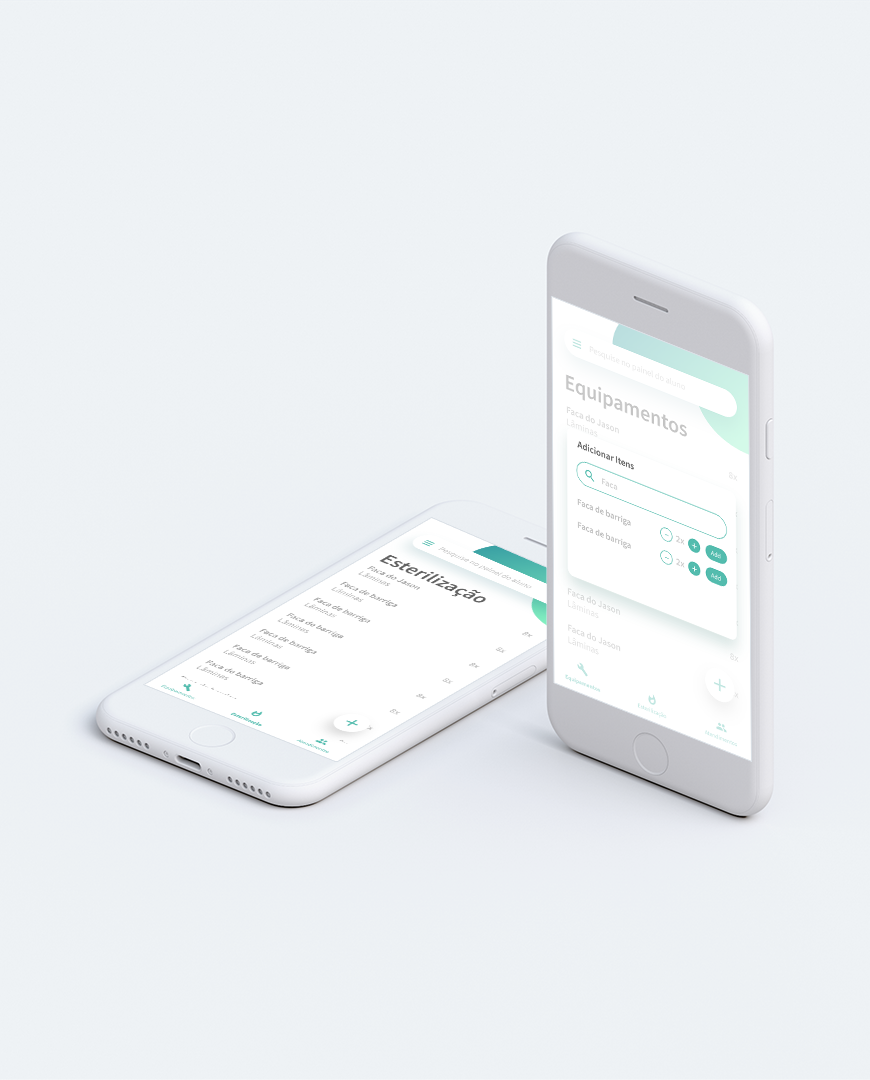 Pesquise no painel do aluno
Esterilização
Faca do Jason
Lâminas
8x
Faca de barriga
Lâminas
Faca de barriga
Lâminas
8x
Faca de barriga
Lâminas
Faca de barriga
Lâminas
8x
Faca de barriga
Lâminas
8x
Equipamentos
Esterilização
Atendimentos
Pesquise no painel do aluno
Equipamentos
Faca do Jason
Lâminas
8x
Adicionar Itens
Faca
Faca de barriga
2x
Add
Faca de barriga
2x
Add
Faca do Jason
Lâminas
Faca do Jason
Lâminas
8x
Equipamentos
Esterilização
Atendimentos